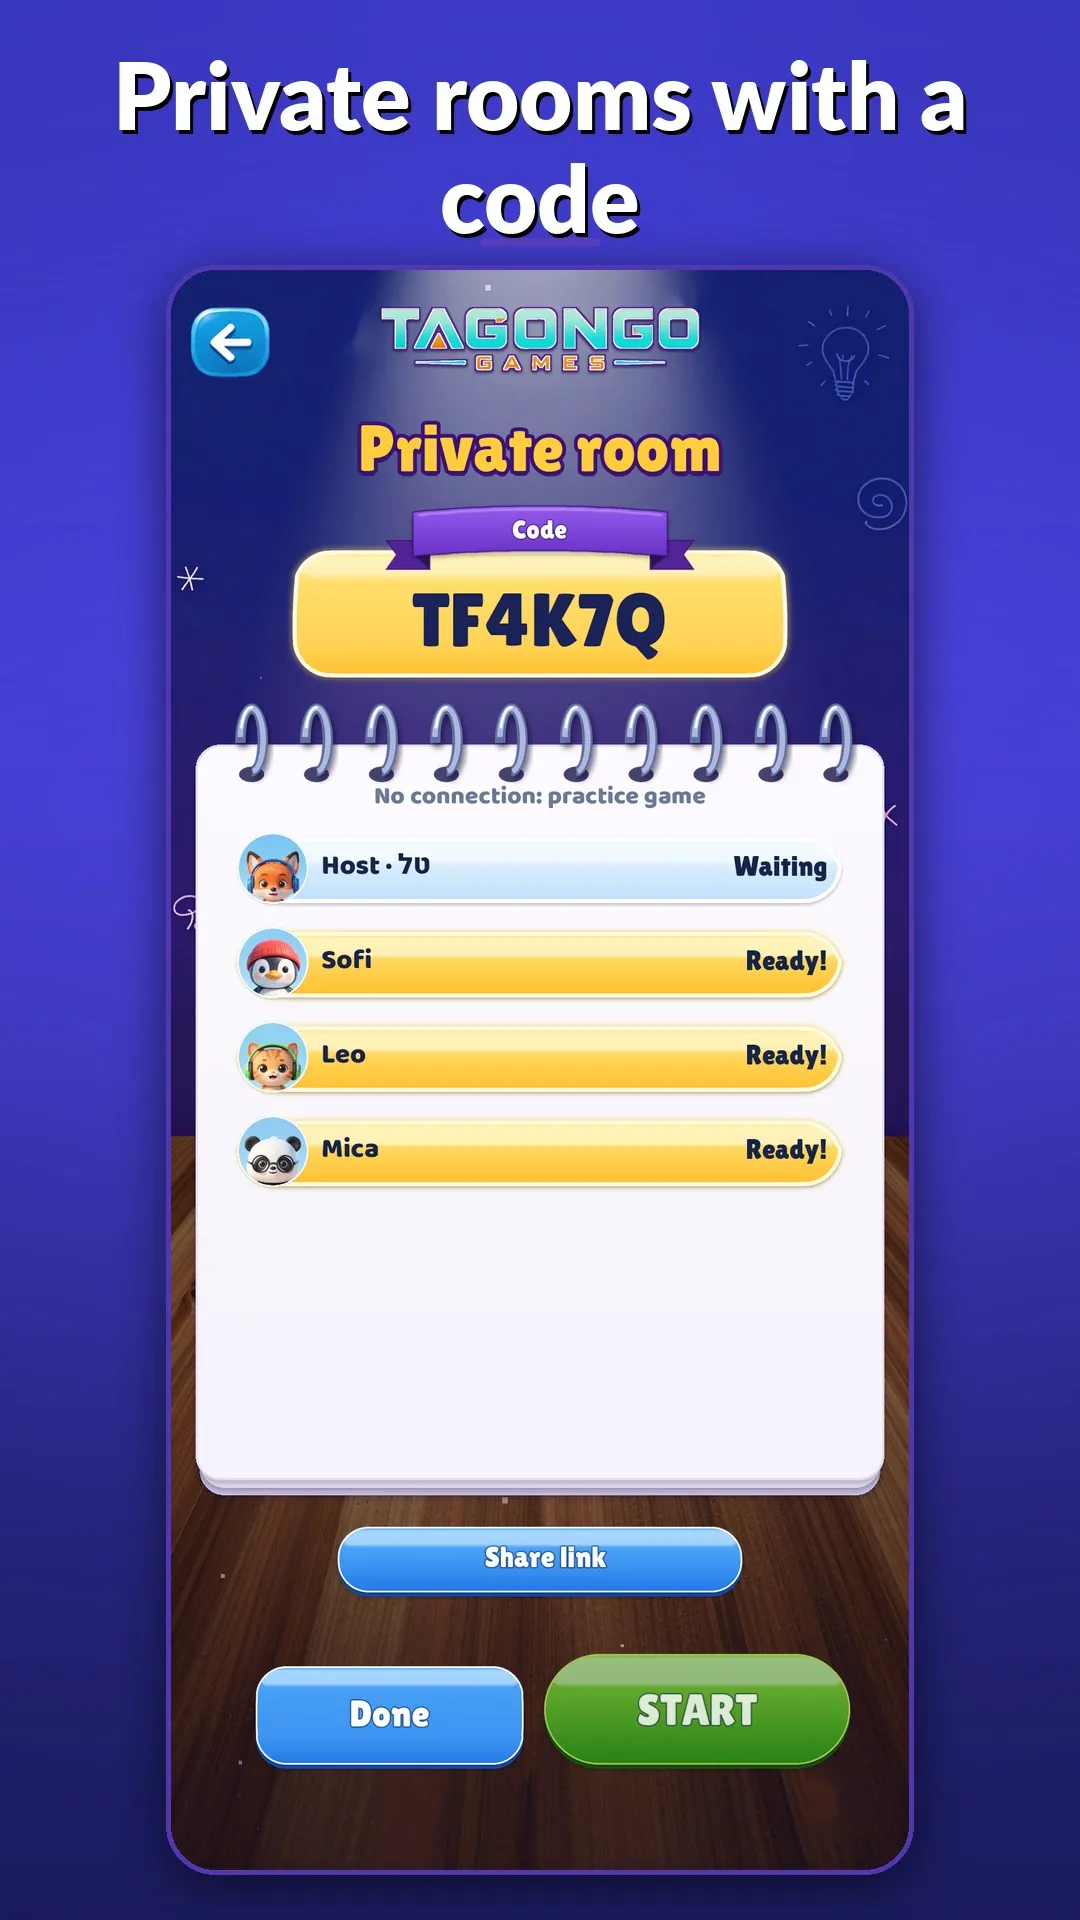 Private rooms with a
code
TAGONGO
GAMES
Private room
Code
TF4K7Q
No connection: practice game
Host · טל
Waiting
Sofi
Ready!
Leo
Ready!
Mica
Ready!
Share link
Done
START